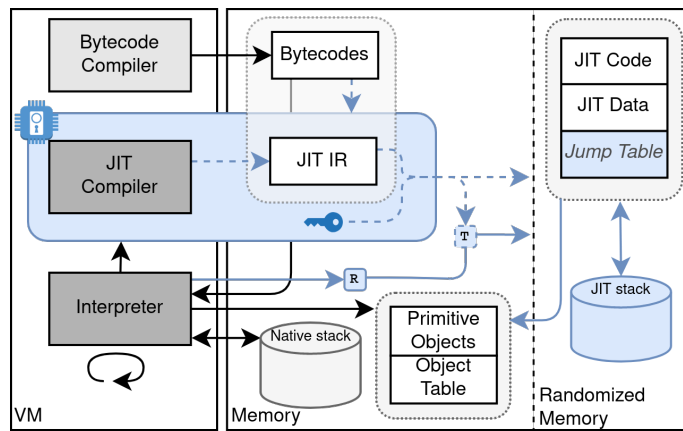 Bytecode
Compiler
Bytecodes
JIT Code
JIT Data
Jump Table
JIT
Compiler
JIT IR
T
R
Interpreter
JIT stack
Native stack
Primitive
Objects
Object
Table
VM
Memory
Randomized
Memory